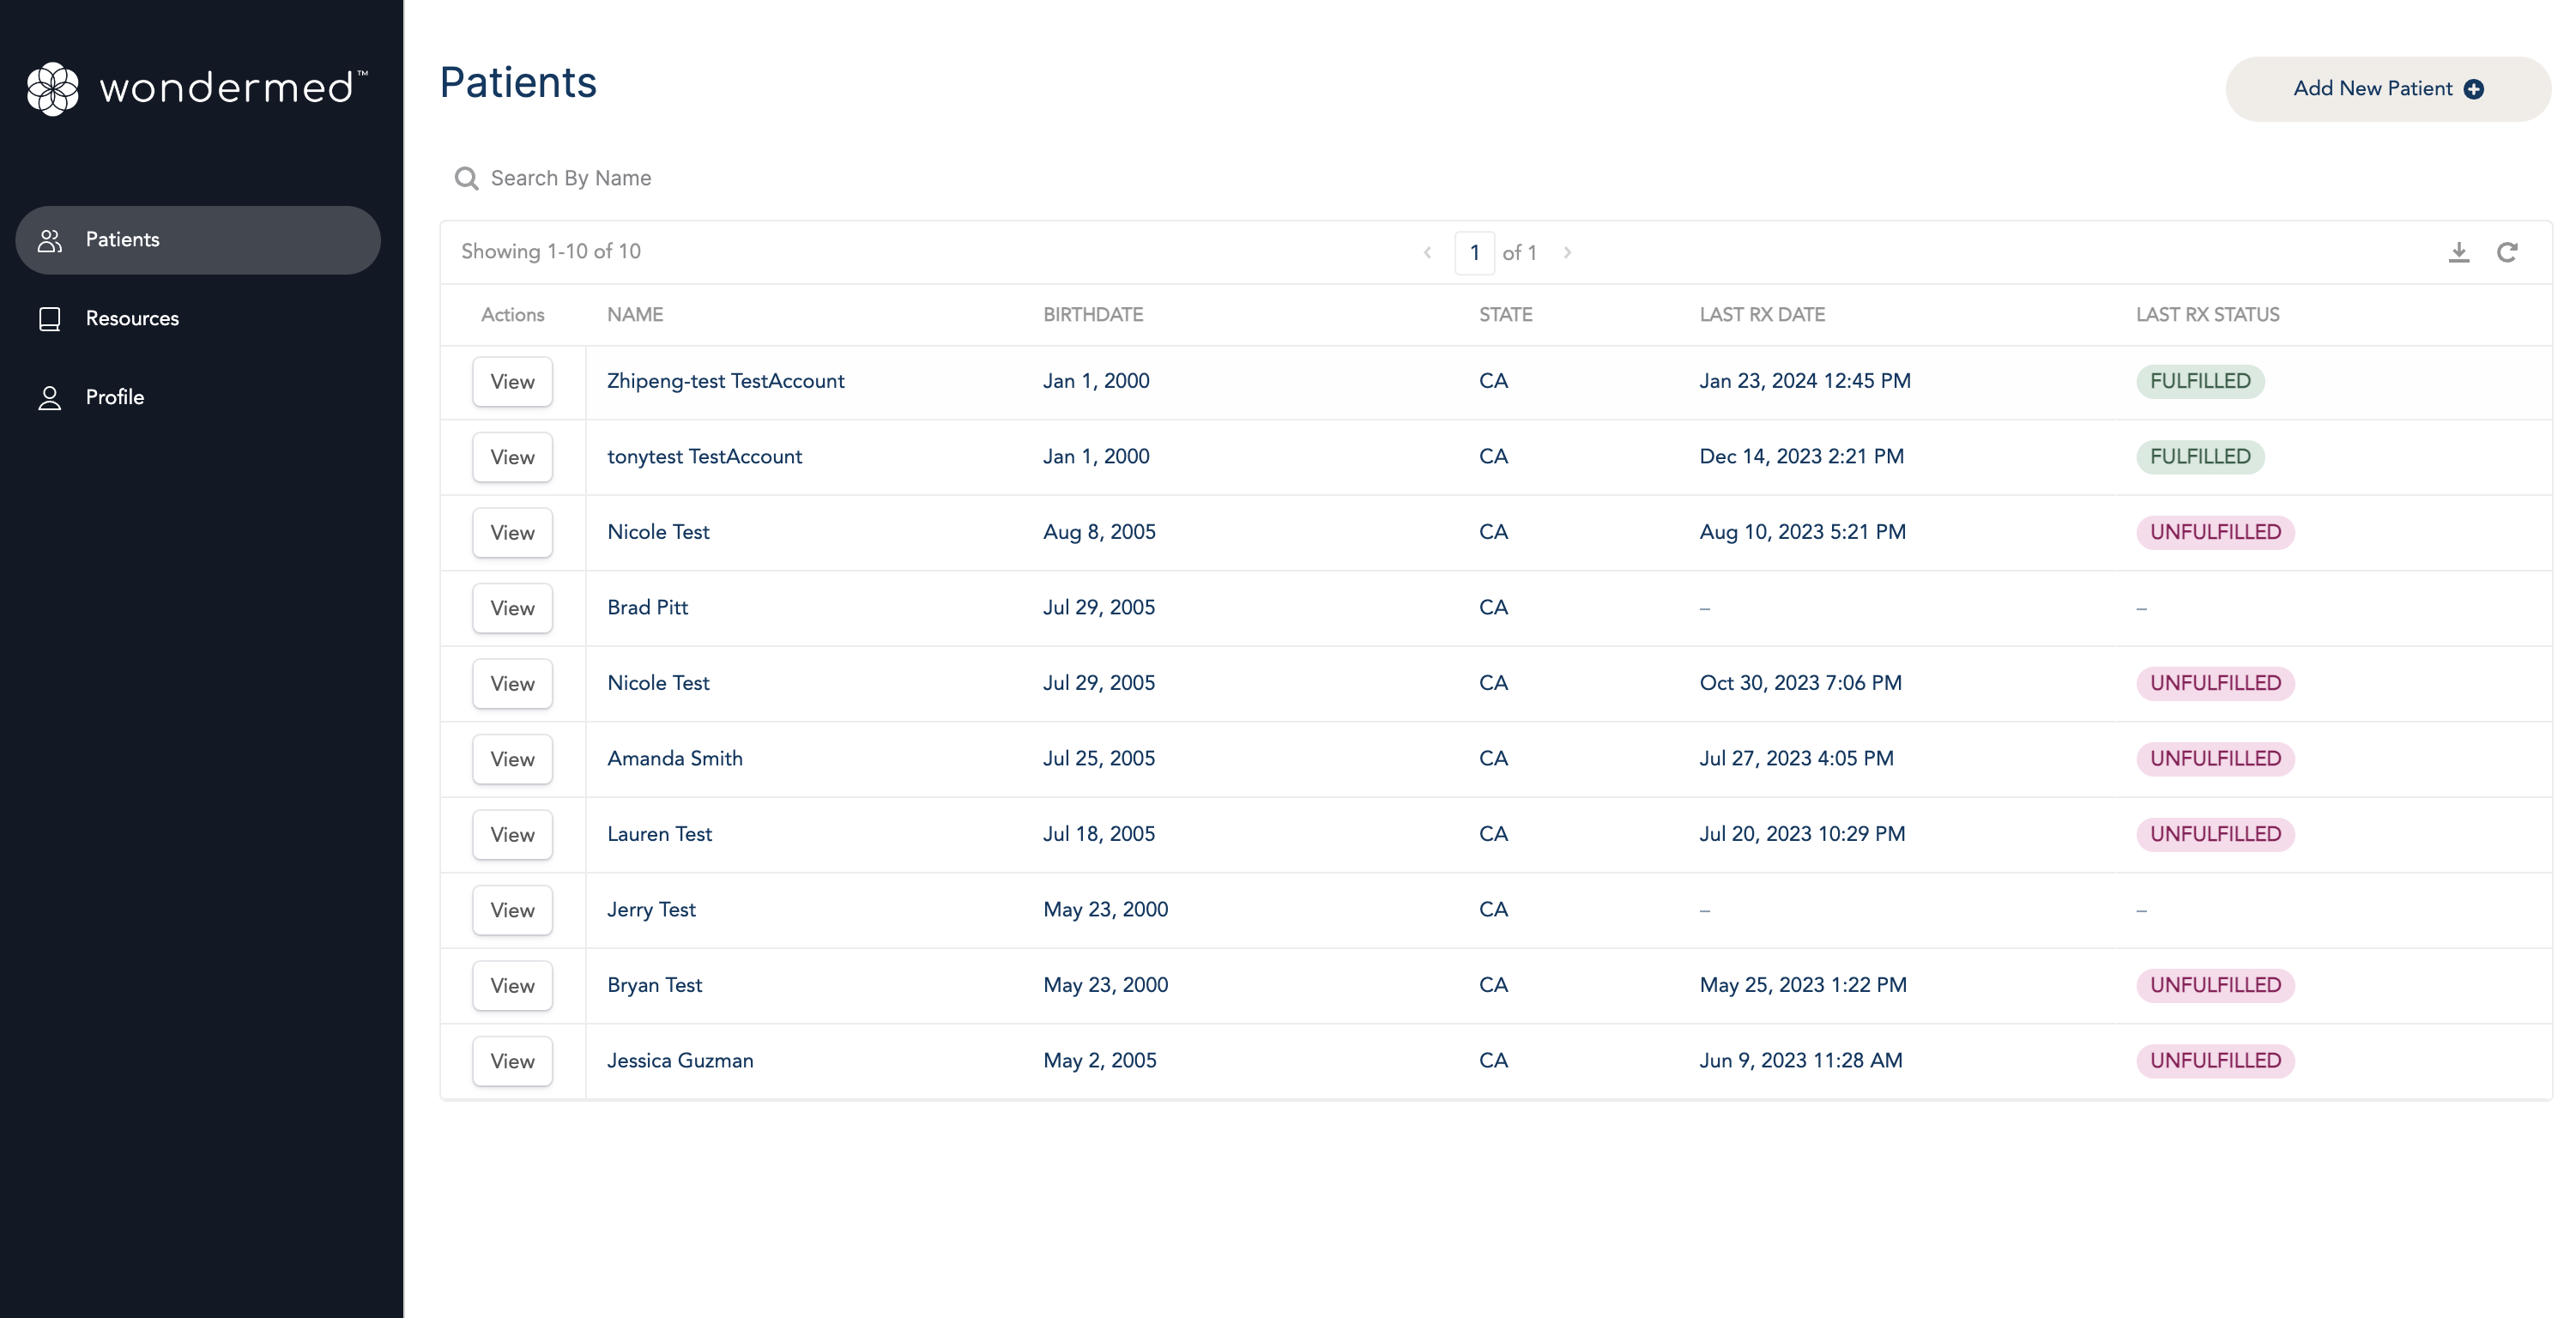 wondermed™
Patients
Resources
Profile
Patients
Add New Patient
Search By Name
Showing 1-10 of 10
1 of 1
Actions NAME BIRTHDATE STATE LAST RX DATE LAST RX STATUS
View Zhipeng-test TestAccount Jan 1, 2000 CA Jan 23, 2024 12:45 PM FULFILLED
View tonytest TestAccount Jan 1, 2000 CA Dec 14, 2023 2:21 PM FULFILLED
View Nicole Test Aug 8, 2005 CA Aug 10, 2023 5:21 PM UNFULFILLED
View Brad Pitt Jul 29, 2005 CA – –
View Nicole Test Jul 29, 2005 CA Oct 30, 2023 7:06 PM UNFULFILLED
View Amanda Smith Jul 25, 2005 CA Jul 27, 2023 4:05 PM UNFULFILLED
View Lauren Test Jul 18, 2005 CA Jul 20, 2023 10:29 PM UNFULFILLED
View Jerry Test May 23, 2000 CA – –
View Bryan Test May 23, 2000 CA May 25, 2023 1:22 PM UNFULFILLED
View Jessica Guzman May 2, 2005 CA Jun 9, 2023 11:28 AM UNFULFILLED